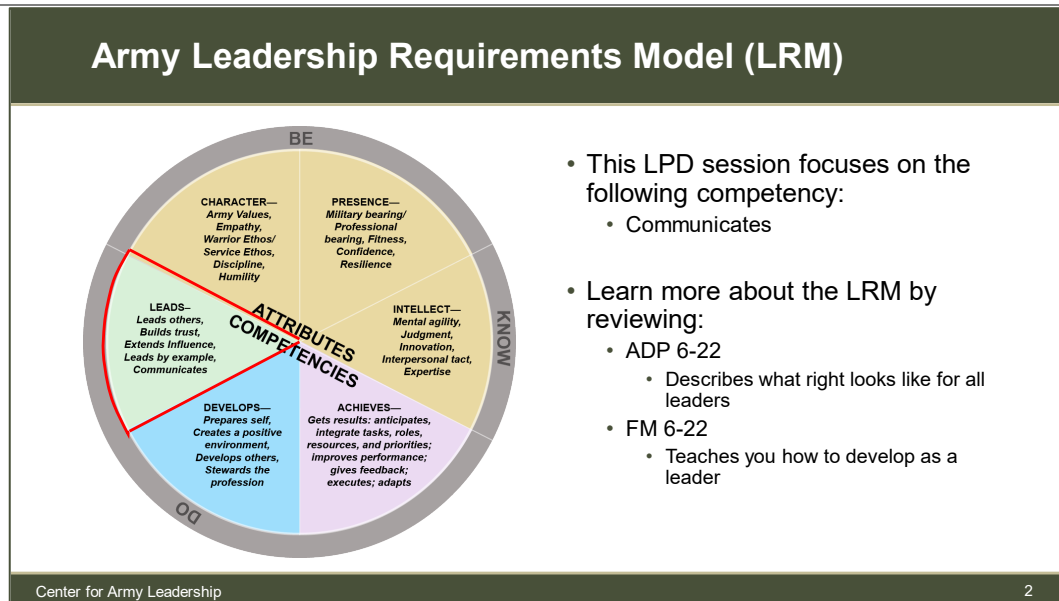 Army Leadership Requirements Model (LRM)
BE
CHARACTER—
Army Values,
Empathy,
Warrior Ethos/
Service Ethos,
Discipline,
Humility
PRESENCE—
Military bearing/
Professional
bearing, Fitness,
Confidence,
Resilience
LEADS–
Leads others,
Builds trust,
Extends Influence,
Leads by example,
Communicates
ATTRIBUTES
COMPETENCIES
INTELLECT—
Mental agility,
Judgment,
Innovation,
Interpersonal tact,
Expertise
KNOW
DEVELOPS—
Prepares self,
Creates a positive
environment,
Develops others,
Stewards the
profession
ACHIEVES—
Gets results: anticipates,
integrate tasks, roles,
resources, and priorities;
improves performance;
gives feedback;
executes; adapts
DO
• This LPD session focuses on the
following competency:
• Communicates
• Learn more about the LRM by
reviewing:
• ADP 6-22
• Describes what right looks like for all
leaders
• FM 6-22
• Teaches you how to develop as a
leader
Center for Army Leadership
2